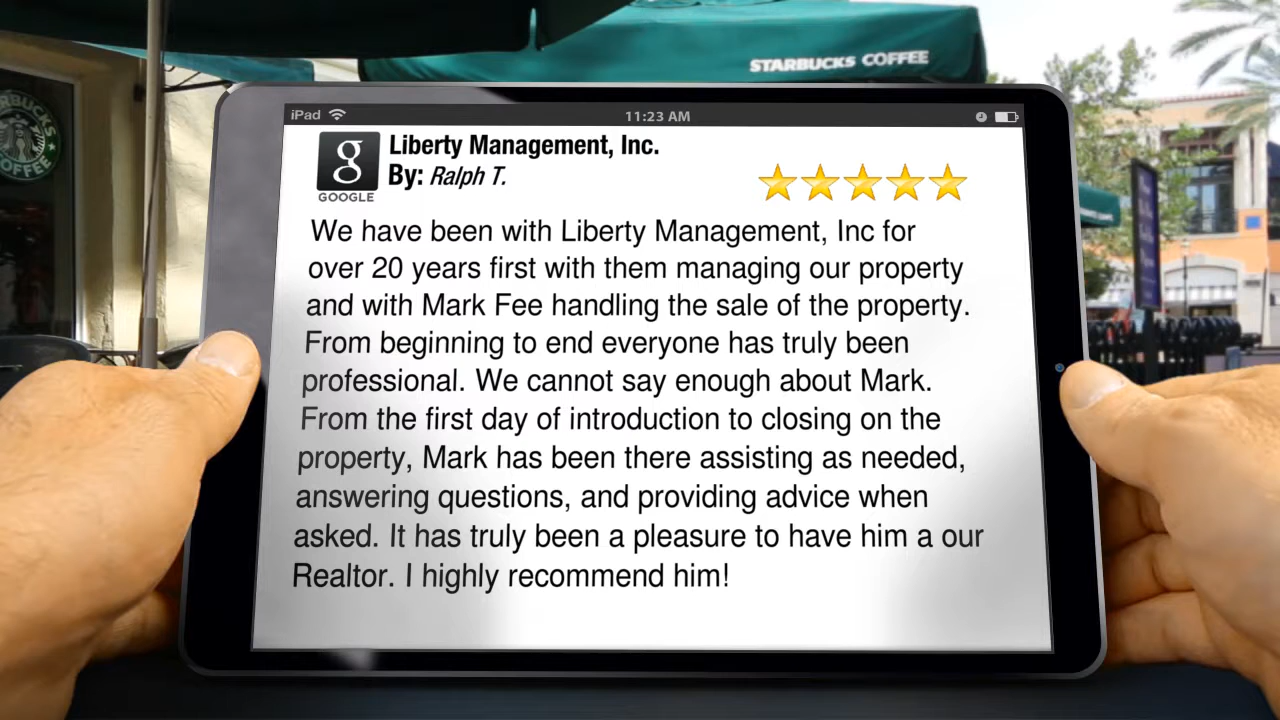 STARBUCKS COFFEE
iPad 11:23 AM
g
GOOGLE
Liberty Management, Inc.
By: Ralph T.
We have been with Liberty Management, Inc for
over 20 years first with them managing our property
and with Mark Fee handling the sale of the property.
From beginning to end everyone has truly been
professional. We cannot say enough about Mark.
From the first day of introduction to closing on the
property, Mark has been there assisting as needed,
answering questions, and providing advice when
asked. It has truly been a pleasure to have him a our
Realtor. I highly recommend him!